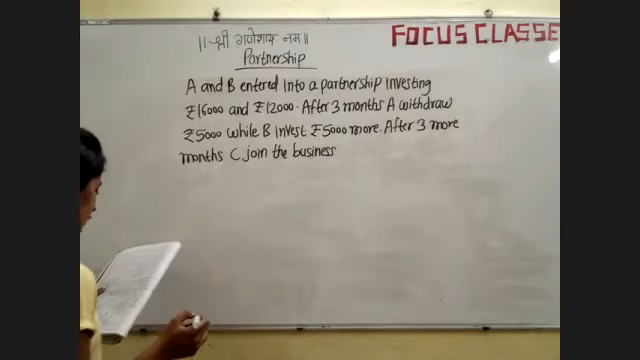 ॥ श्री गणेशाय नमः ॥
FOCUS CLASSE
Partnership
A and B entered into a partnership investing
₹16000 and ₹12000. After 3 months A withdraw
₹5000 while B invest ₹5000 more. After 3 more
months C join the business